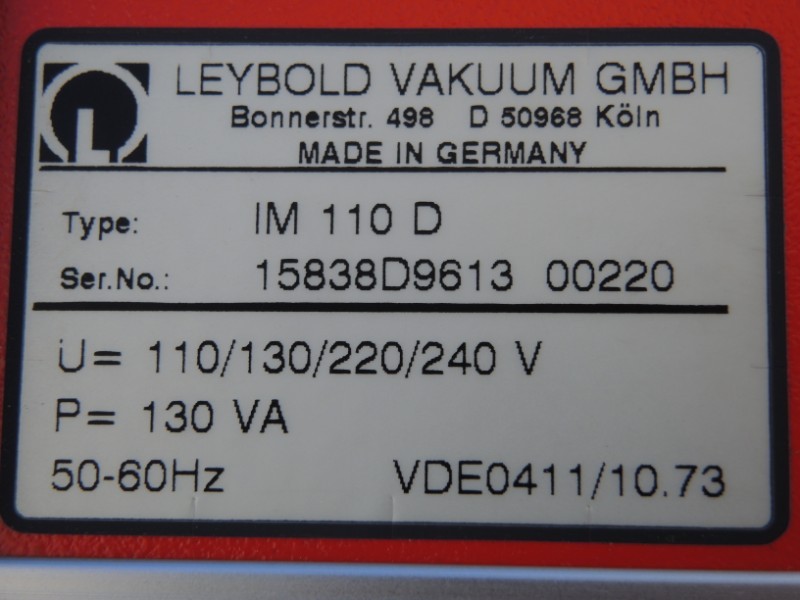 LEYBOLD VAKUUM GMBH
Bonnerstr. 498 D 50968 Köln
MADE IN GERMANY
Type: IM 110 D
Ser.No.: 15838D9613 00220
U= 110/130/220/240 V
P= 130 VA
50-60Hz VDE0411/10.73